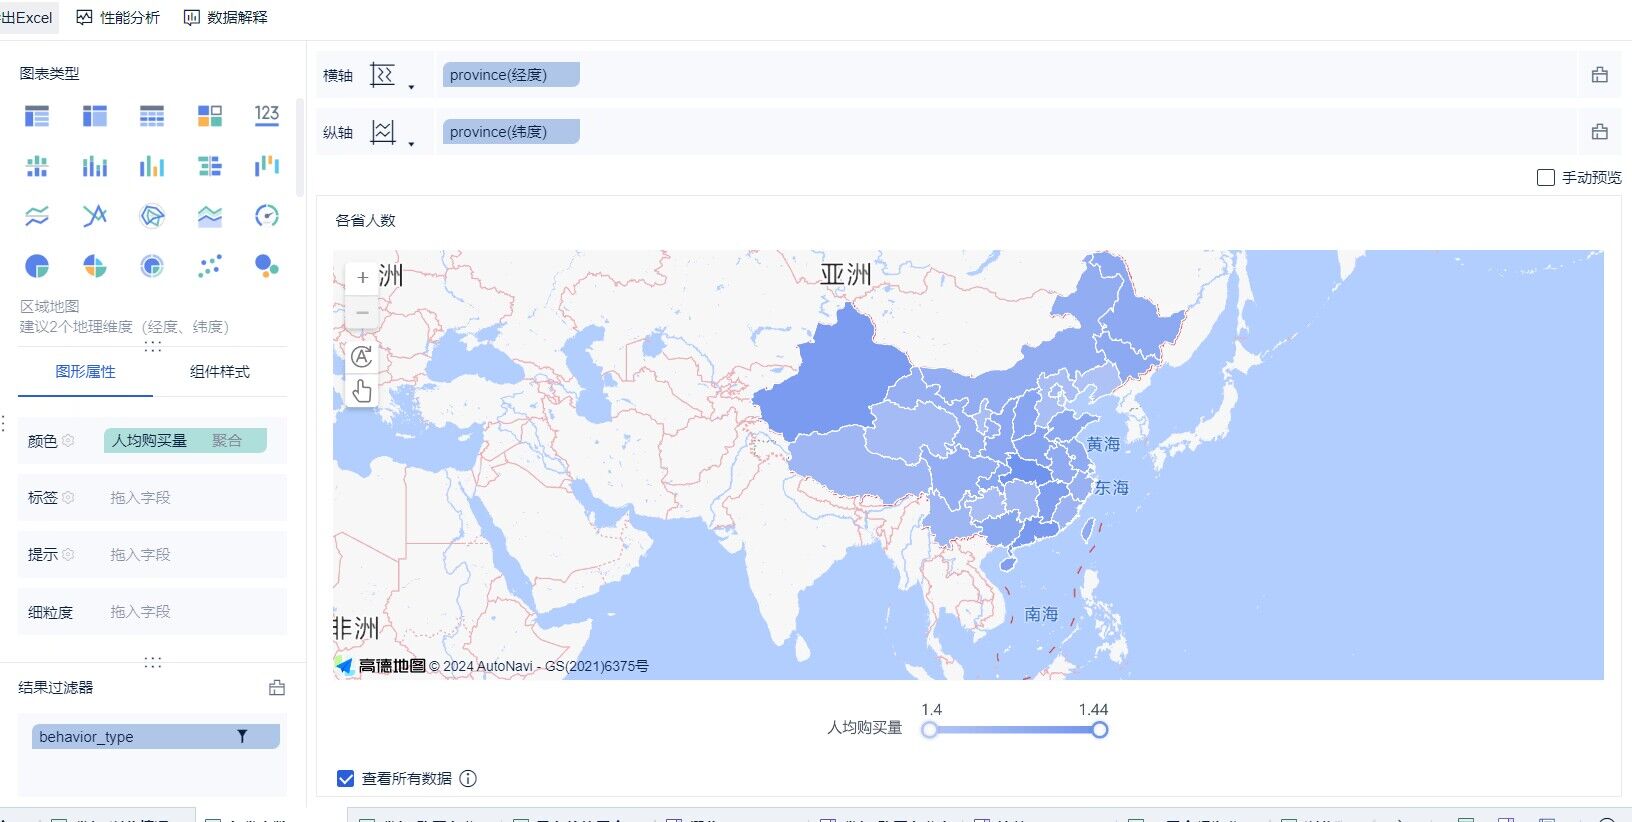 出Excel 性能分析 数据解释
图表类型
123
区域地图
建议2个地理维度（经度、纬度）
图形属性 组件样式
颜色 人均购买量 聚合
标签 拖入字段
提示 拖入字段
细粒度 拖入字段
结果过滤器
behavior_type
横轴 province(经度)
纵轴 province(纬度)
手动预览
各省人数
洲 亚洲
黄海
东海
南海
非洲
高德地图 © 2024 AutoNavi - GS(2021)6375号
1.4 1.44
人均购买量
查看所有数据